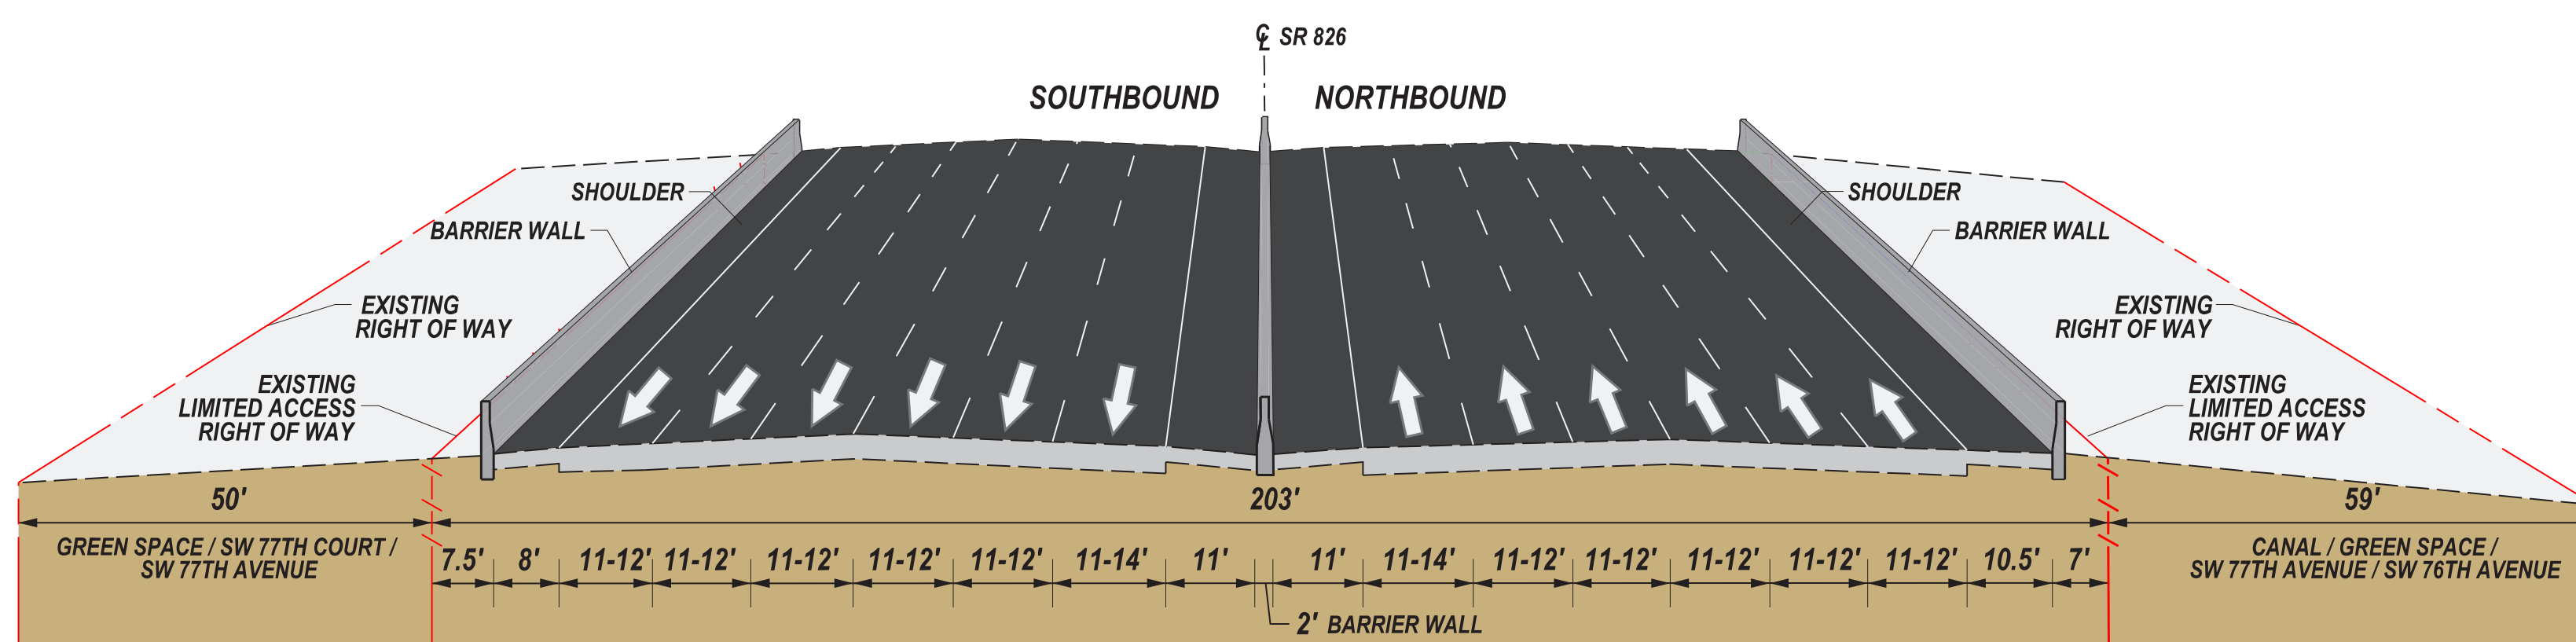 ℄ SR 826
SOUTHBOUND
NORTHBOUND
SHOULDER
SHOULDER
BARRIER WALL
BARRIER WALL
EXISTING
RIGHT OF WAY
EXISTING
RIGHT OF WAY
EXISTING
LIMITED ACCESS
RIGHT OF WAY
EXISTING
LIMITED ACCESS
RIGHT OF WAY
50'
203'
59'
GREEN SPACE / SW 77TH COURT /
SW 77TH AVENUE
CANAL / GREEN SPACE /
SW 77TH AVENUE / SW 76TH AVENUE
7.5' 8' 11-12' 11-12' 11-12' 11-12' 11-12' 11-14' 11' 11' 11-14' 11-12' 11-12' 11-12' 11-12' 11-12' 10.5' 7'
2' BARRIER WALL